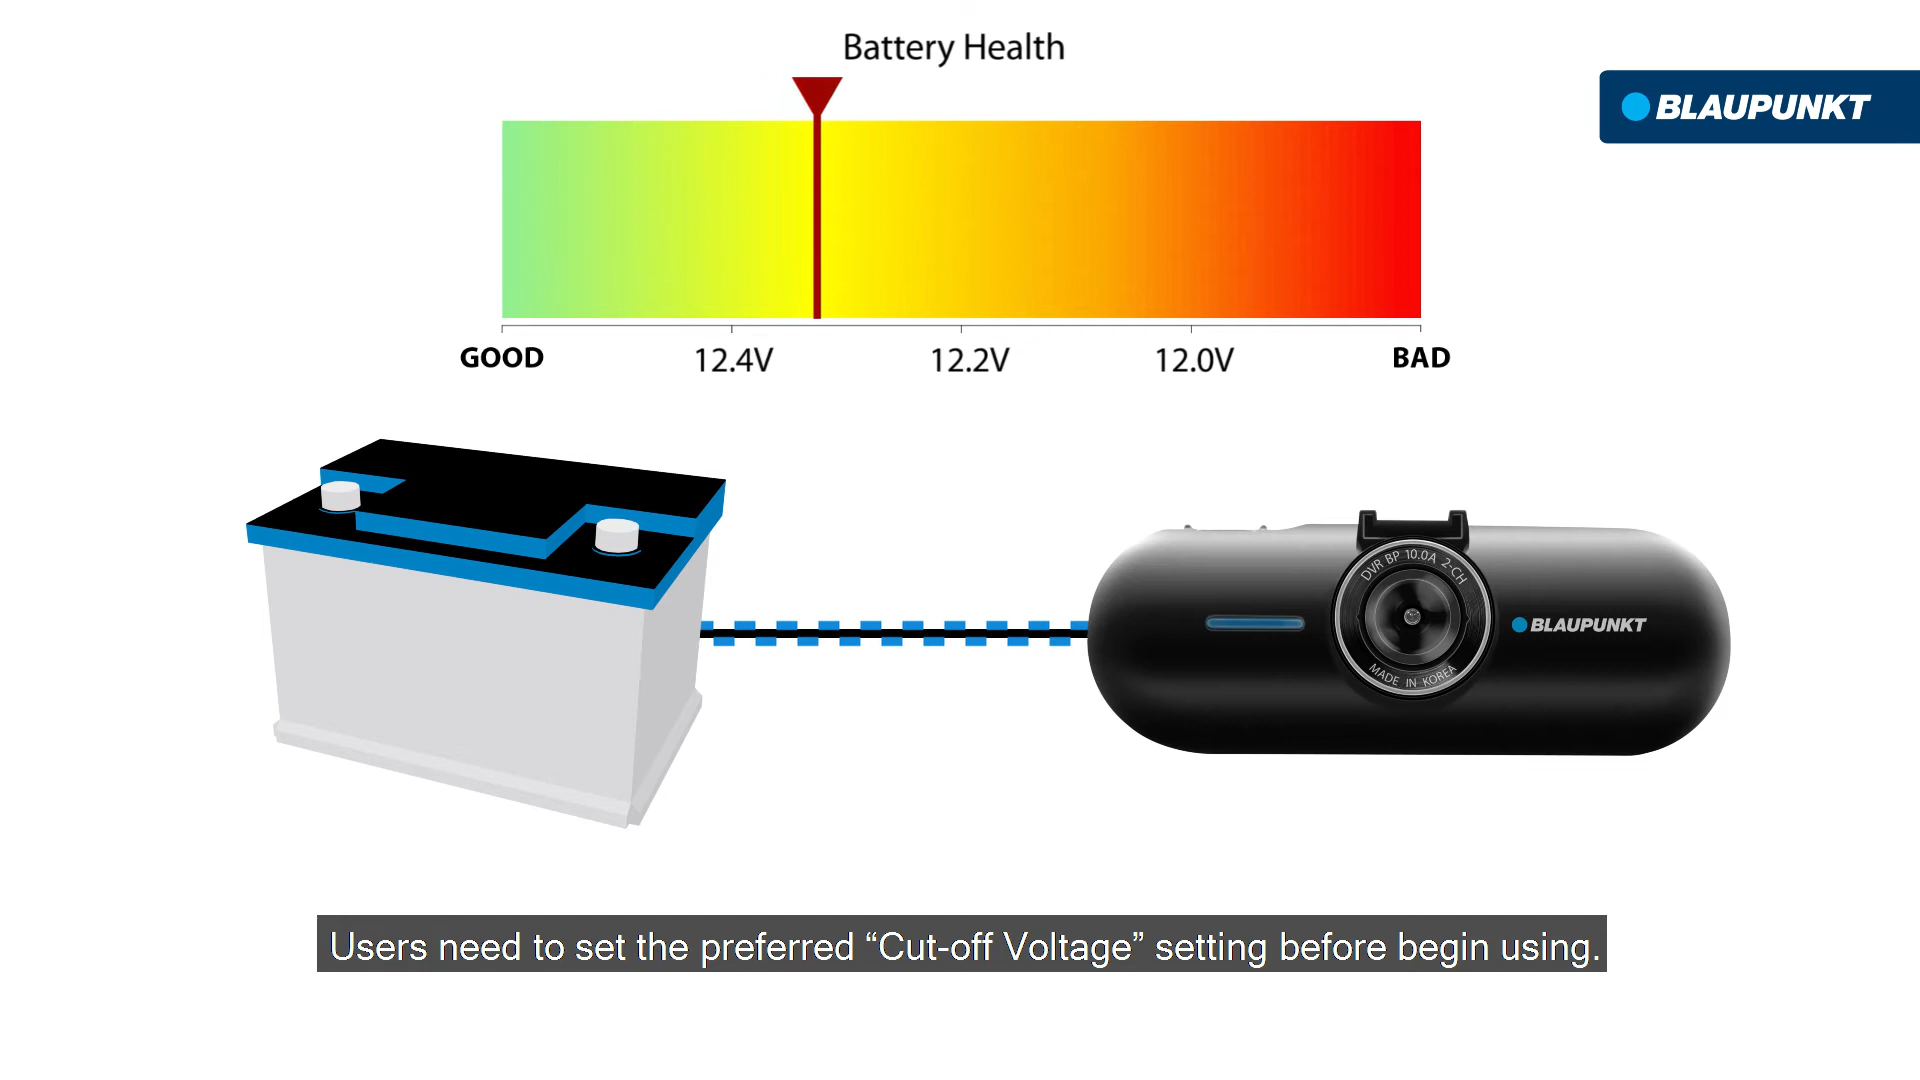 Battery Health
BLAUPUNKT
GOOD 12.4V 12.2V 12.0V BAD
DVR BP 10.0A 2-CH
BLAUPUNKT
MADE IN KOREA
Users need to set the preferred “Cut-off Voltage” setting before begin using.